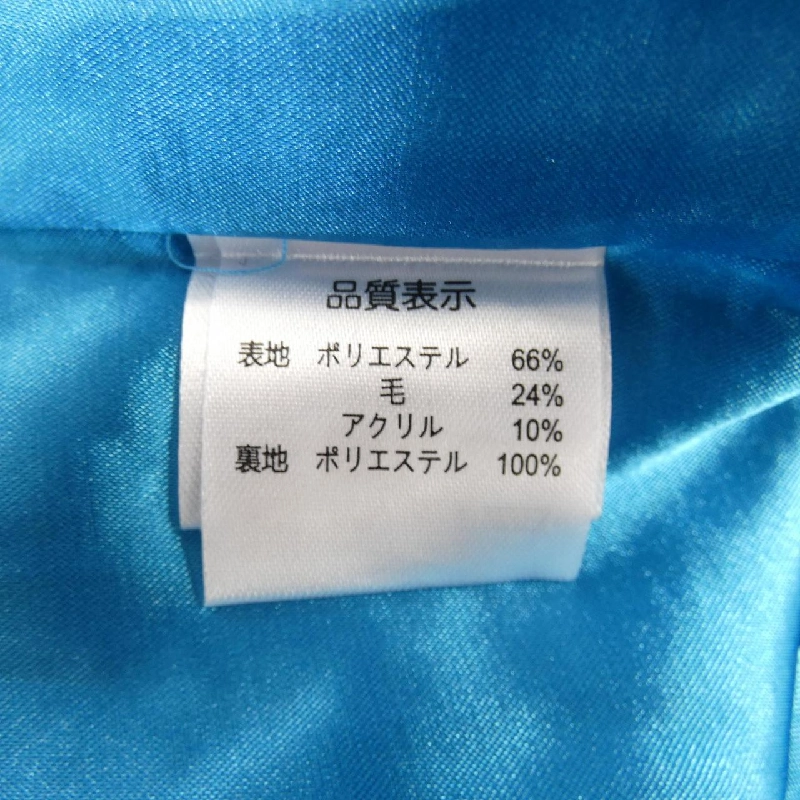 品質表示
表地 ポリエステル 66%
毛 24%
アクリル 10%
裏地 ポリエステル 100%